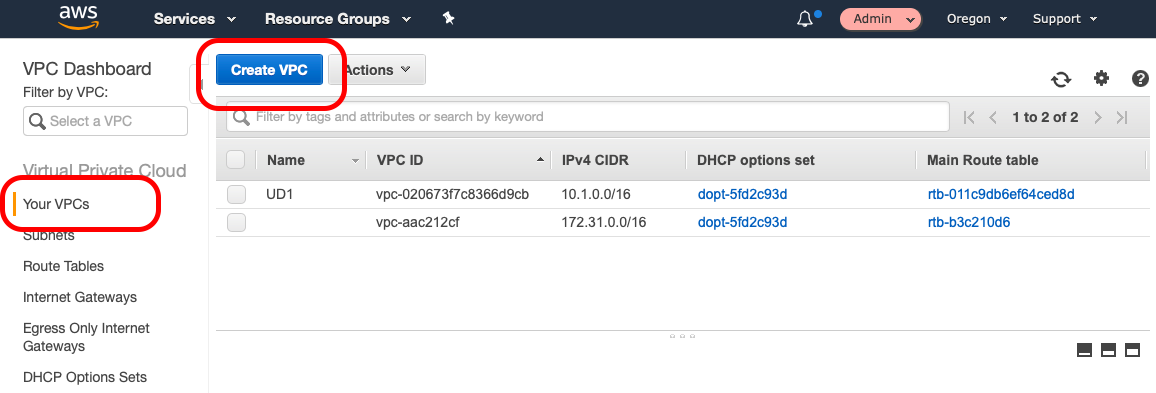 aws Services Resource Groups Admin Oregon Support
VPC Dashboard
Filter by VPC:
Select a VPC
Virtual Private Cloud
Your VPCs
Subnets
Route Tables
Internet Gateways
Egress Only Internet
Gateways
DHCP Options Sets
Create VPC Actions
Filter by tags and attributes or search by keyword 1 to 2 of 2
Name VPC ID IPv4 CIDR DHCP options set Main Route table
UD1 vpc-020673f7c8366d9cb 10.1.0.0/16 dopt-5fd2c93d rtb-011c9db6ef64ced8d
vpc-aac212cf 172.31.0.0/16 dopt-5fd2c93d rtb-b3c210d6